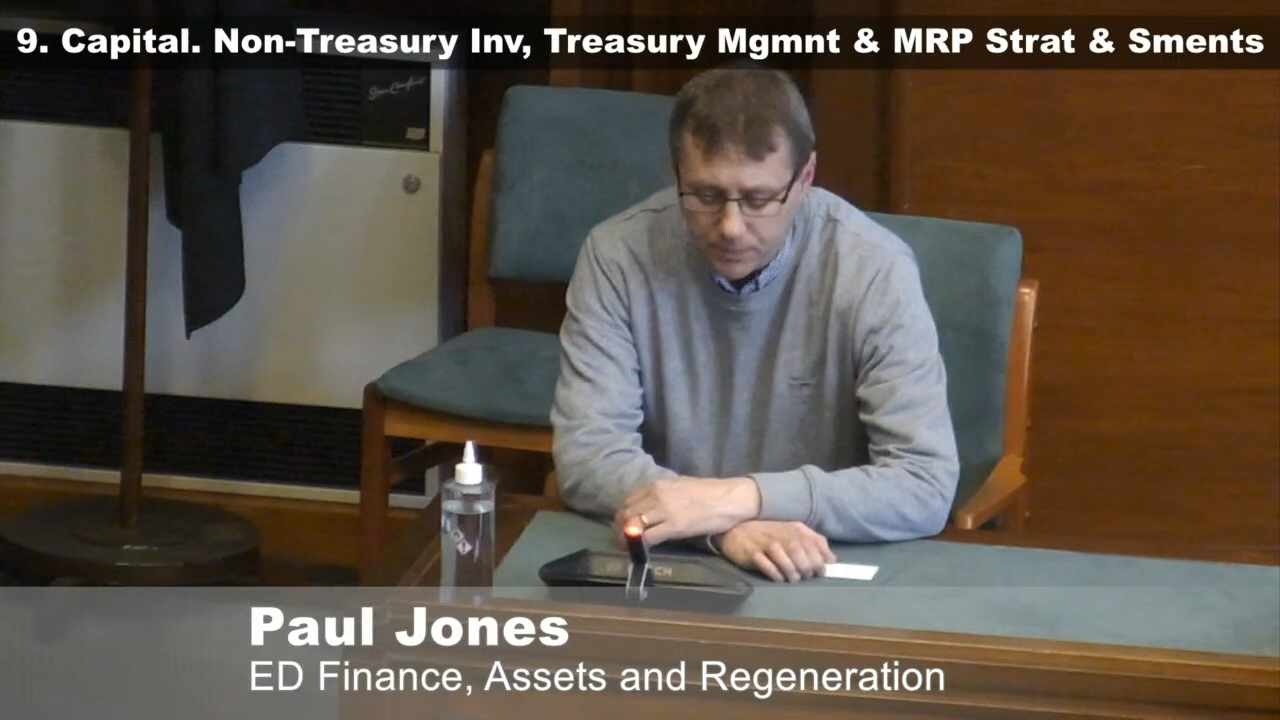 9. Capital. Non-Treasury Inv, Treasury Mgmnt & MRP Strat & Sments
Paul Jones
ED Finance, Assets and Regeneration